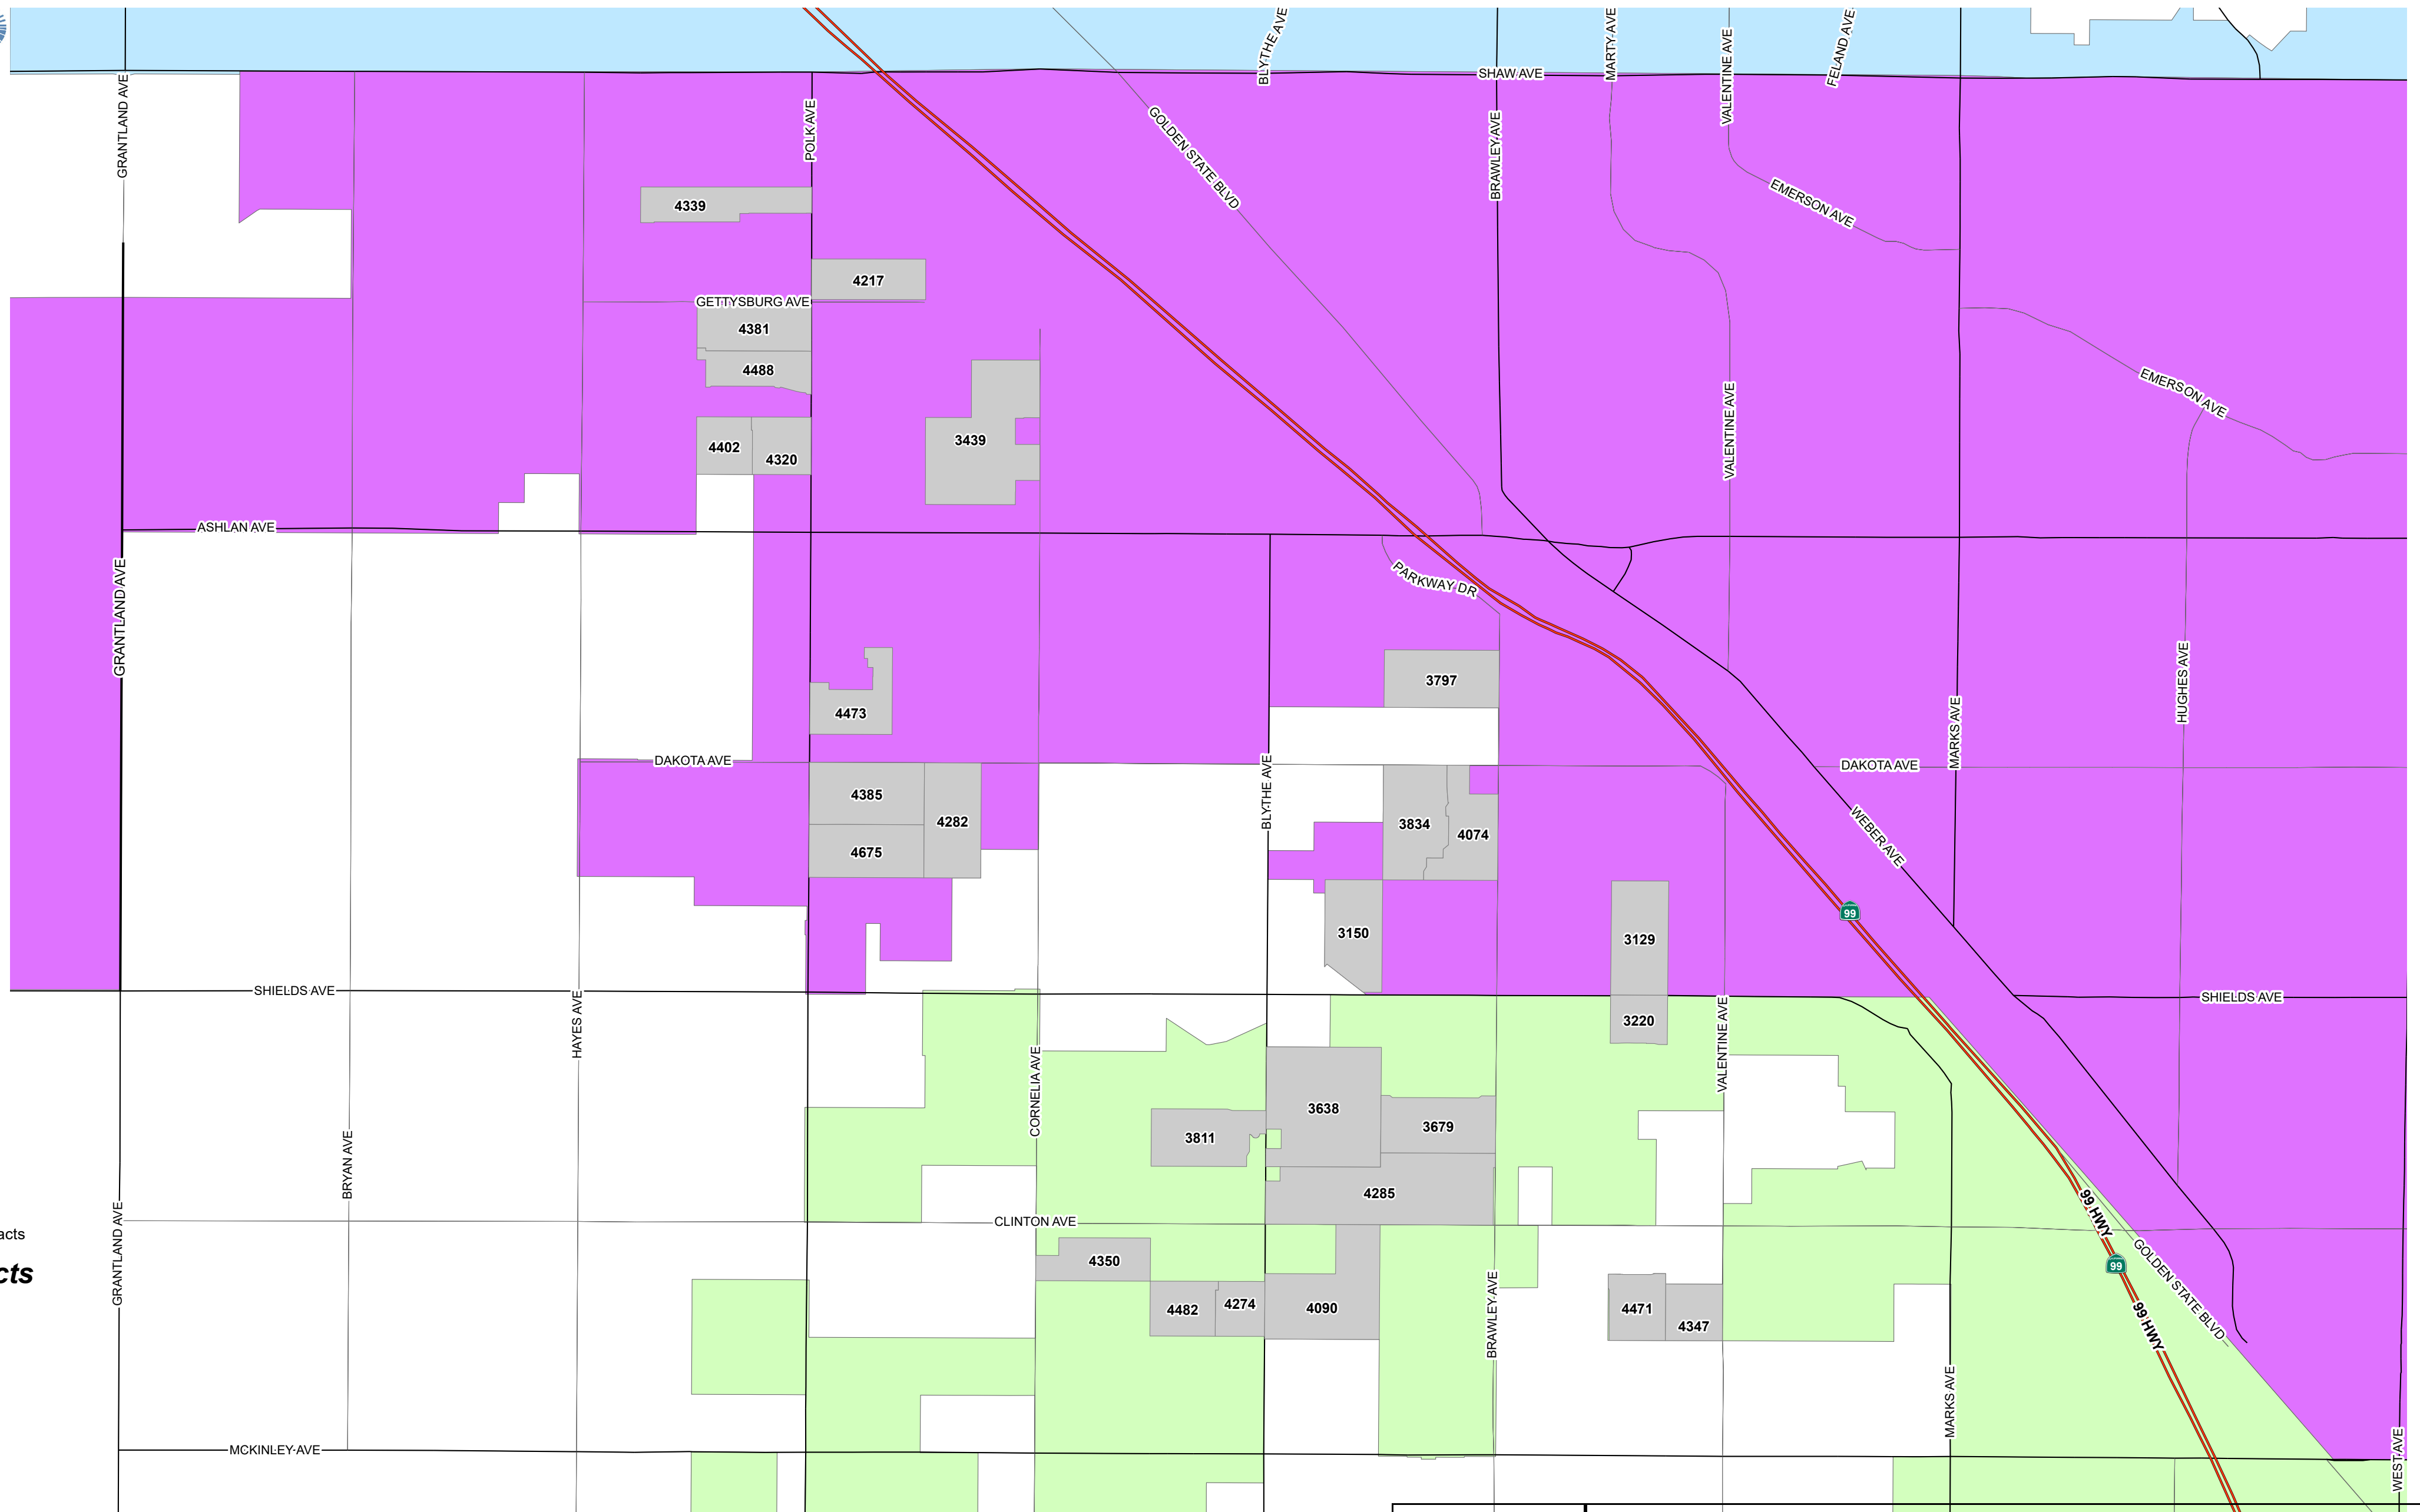 BLYTHE AVE
MARTY AVE
VALENTINE AVE
FELAND AVE
GRANTLAND AVE
POLK AVE
SHAW AVE
GOLDEN STATE BLVD
BRAWLEY AVE
EMERSON AVE
4339
4217
GETTYSBURG AVE
4381
4488
EMERSON AVE
VALENTINE AVE
4402
4320
3439
ASHLAN AVE
PARKWAY DR
GRANTLAND AVE
3797
HUGHES AVE
4473
MARKS AVE
DAKOTA AVE
DAKOTA AVE
BLYTHE AVE
4385
4282
4675
3834
4074
WEBER AVE
99
3150
3129
SHIELDS AVE
SHIELDS AVE
HAYES AVE
3220
VALENTINE AVE
CORNELIA AVE
3638
3811
3679
BRYAN AVE
4285
99 HWY
CLINTON AVE
acts
GRANTLAND AVE
4350
cts
99
GOLDEN STATE BLVD
4482
4274
4090
BRAWLEY AVE
4471
4347
99 HWY
MARKS AVE
MCKINLEY AVE
WEST AVE